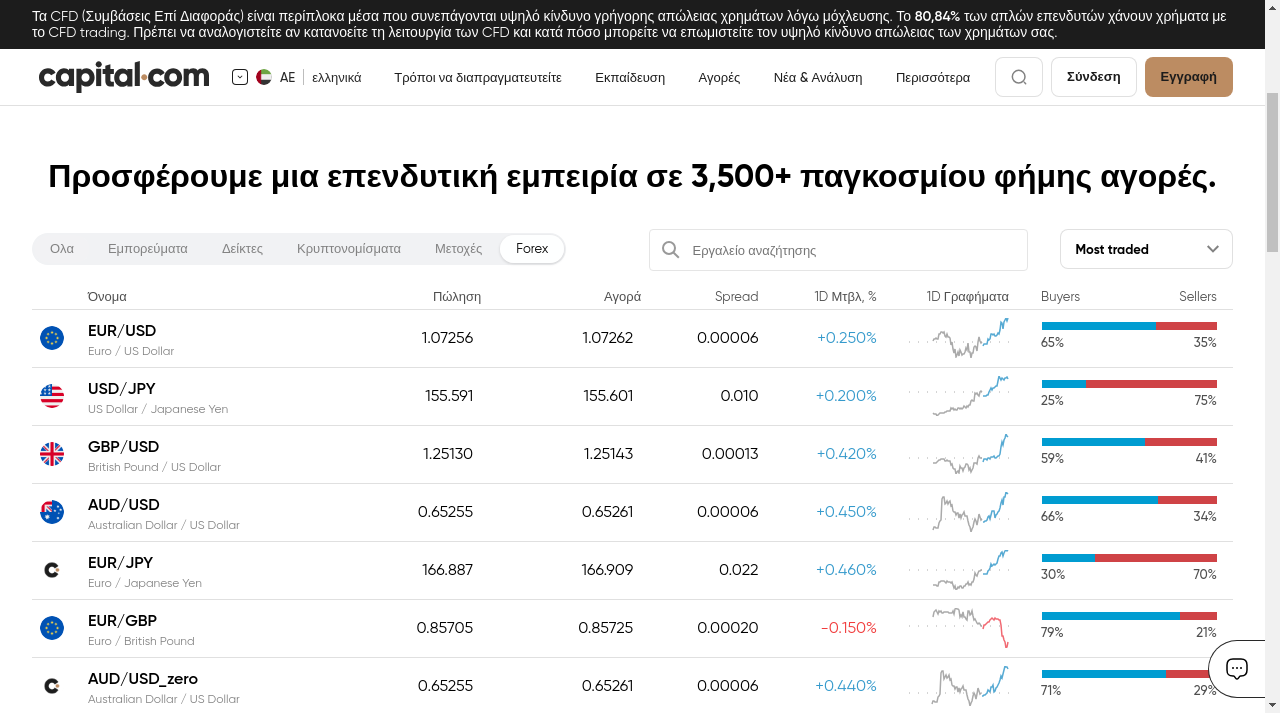 Τα CFD (Συμβάσεις Επί Διαφοράς) είναι περίπλοκα μέσα που συνεπάγονται υψηλό κίνδυνο γρήγορης απώλειας χρημάτων λόγω μόχλευσης. Το 80,84% των απλών επενδυτών χάνουν χρήματα με
το CFD trading. Πρέπει να αναλογιστείτε αν κατανοείτε τη λειτουργία των CFD και κατά πόσο μπορείτε να επωμιστείτε τον υψηλό κίνδυνο απώλειας των χρημάτων σας.
capital.com AE ελληνικά Τρόποι να διαπραγματευτείτε Εκπαίδευση Αγορές Νέα & Ανάλυση Περισσότερα Σύνδεση Εγγραφή
Προσφέρουμε μια επενδυτική εμπειρία σε 3,500+ παγκοσμίου φήμης αγορές.
Ολα Εμπορεύματα Δείκτες Κρυπτονομίσματα Μετοχές Forex Εργαλείο αναζήτησης Most traded
Όνομα Πώληση Αγορά Spread 1D Μτβλ, % 1D Γραφήματα Buyers Sellers
EUR/USD 1.07256 1.07262 0.00006 +0.250%
Euro / US Dollar 65% 35%
USD/JPY 155.591 155.601 0.010 +0.200%
US Dollar / Japanese Yen 25% 75%
GBP/USD 1.25130 1.25143 0.00013 +0.420%
British Pound / US Dollar 59% 41%
AUD/USD 0.65255 0.65261 0.00006 +0.450%
Australian Dollar / US Dollar 66% 34%
EUR/JPY 166.887 166.909 0.022 +0.460%
Euro / Japanese Yen 30% 70%
EUR/GBP 0.85705 0.85725 0.00020 -0.150%
Euro / British Pound 79% 21%
AUD/USD_zero 0.65255 0.65261 0.00006 +0.440%
Australian Dollar / US Dollar 71% 29%